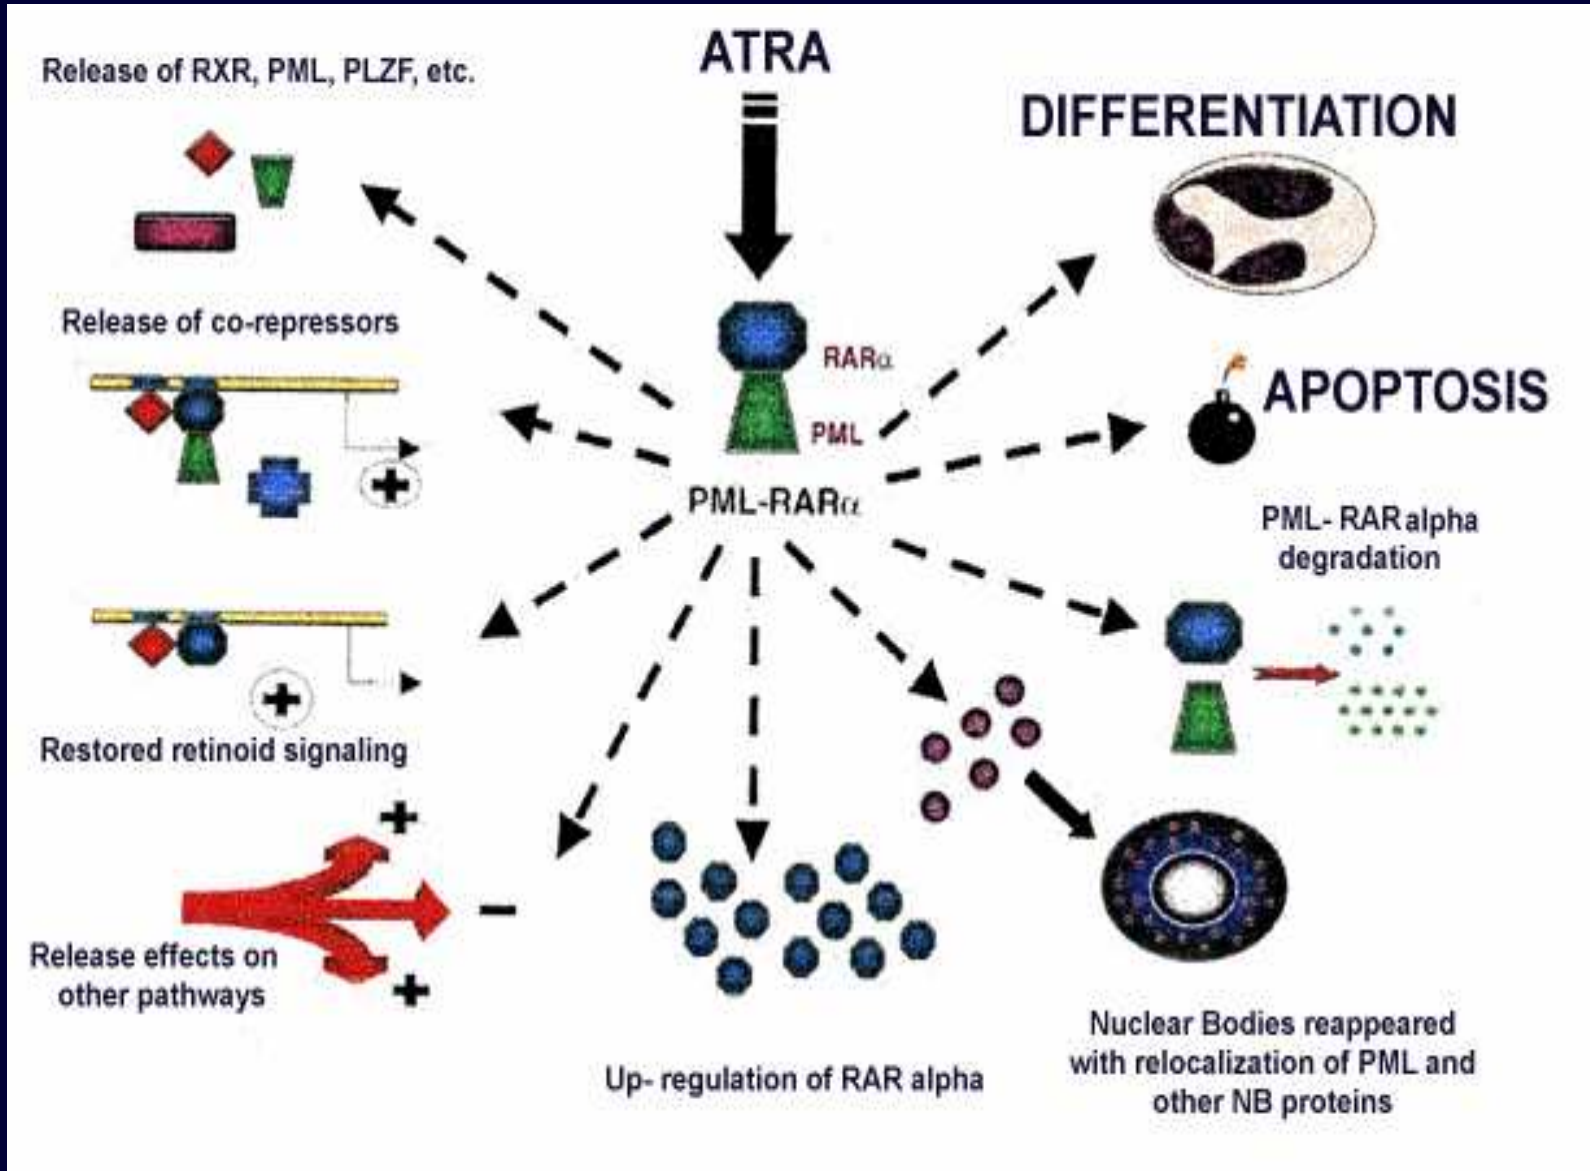 ATRA
Release of RXR, PML, PLZF, etc.
DIFFERENTIATION
Release of co-repressors
RARα
APOPTOSIS
PML
PML-RARα
+
PML- RAR alpha
degradation
+
Restored retinoid signaling
+
−
Release effects on
other pathways
+
Nuclear Bodies reappeared
with relocalization of PML and
other NB proteins
Up- regulation of RAR alpha